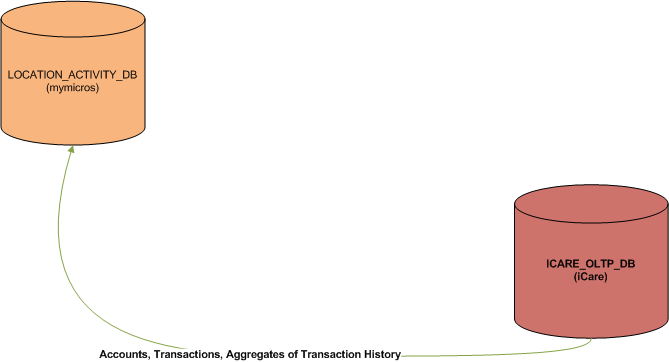 LOCATION_ACTIVITY_DB
(mymicros)
ICARE_OLTP_DB
(iCare)
Accounts, Transactions, Aggregates of Transaction History